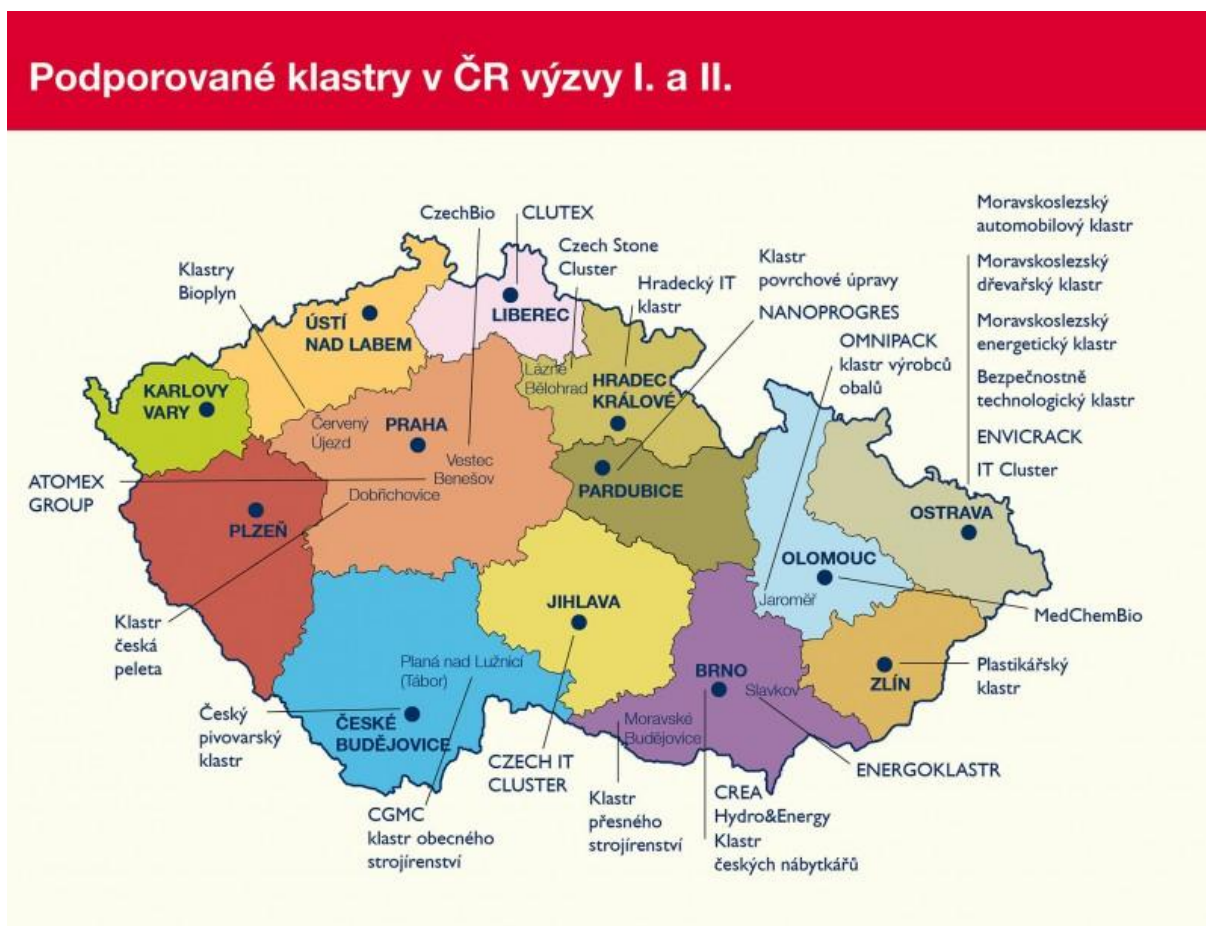 Podporované klastry v ČR výzvy I. a II.
CzechBio
CLUTEX
Moravskoslezský
automobilový klastr
Klastry
Bioplyn
Czech Stone
Cluster
Hradecký IT
klastr
Klastr
povrchové úpravy
NANOPROGRES
Moravskoslezský
dřevařský klastr
Moravskoslezský
energetický klastr
Bezpečnostně
technologický klastr
ENVICRACK
IT Cluster
OMNIPACK
klastr výrobců
obalů
ÚSTÍ
NAD LABEM
LIBEREC
KARLOVY
VARY
Lázně
Bělohrad
HRADEC
KRÁLOVÉ
Červený
Újezd
PRAHA
Vestec
Benešov
Dobřichovice
ATOMEX
GROUP
PLZEŇ
PARDUBICE
OSTRAVA
OLOMOUC
Jaroměř
MedChemBio
JIHLAVA
Klastr
česká
peleta
Planá nad Lužnicí
(Tábor)
BRNO
Slavkov
ZLÍN
Plastikářský
klastr
Český
pivovarský
klastr
ČESKÉ
BUDĚJOVICE
Moravské
Budějovice
CZECH IT
CLUSTER
ENERGOKLASTR
CGMC
klastr obecného
strojírenství
Klastr
přesného
strojírenství
CREA
Hydro&Energy
Klastr
českých nábytkářů